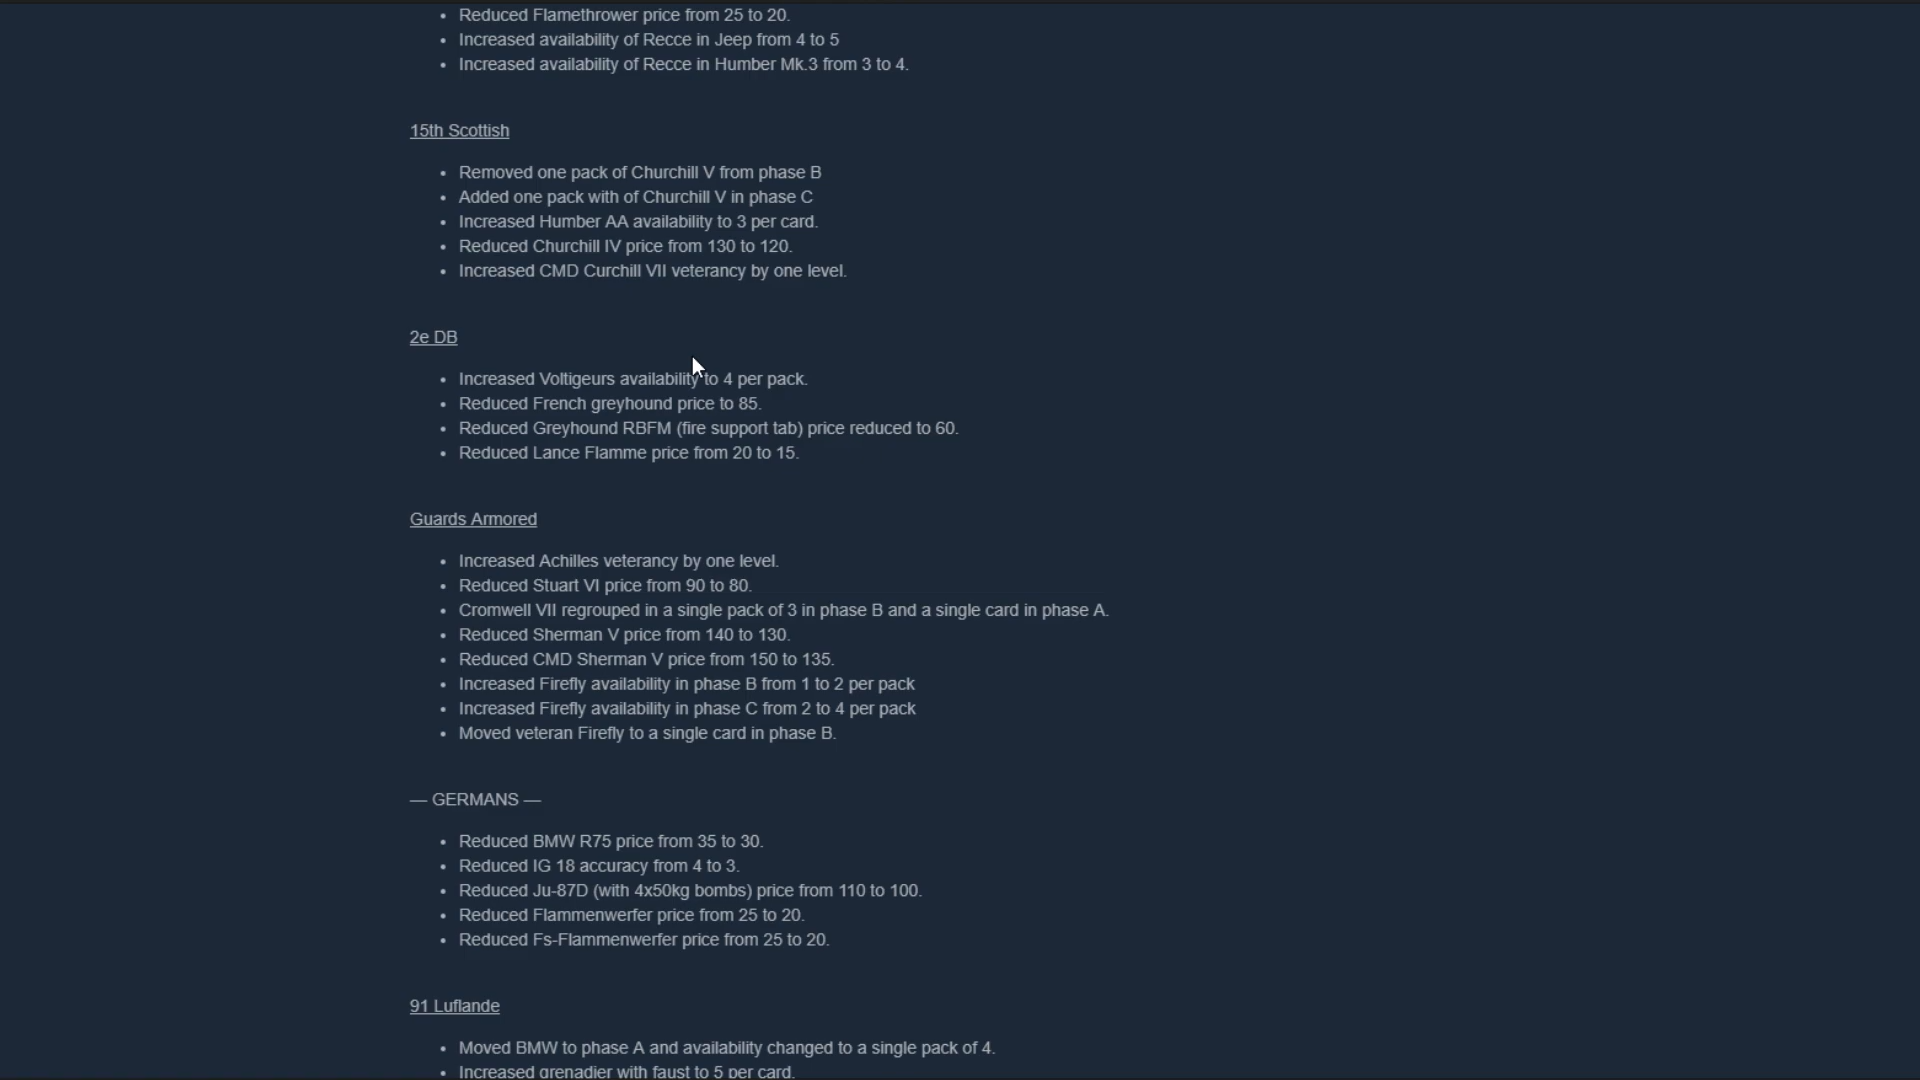 Reduced Flamethrower price from 25 to 20.
Increased availability of Recce in Jeep from 4 to 5
Increased availability of Recce in Humber Mk.3 from 3 to 4.
15th Scottish
Removed one pack of Churchill V from phase B
Added one pack with of Churchill V in phase C
Increased Humber AA availability to 3 per card.
Reduced Churchill IV price from 130 to 120.
Increased CMD Curchill VII veterancy by one level.
2e DB
Increased Voltigeurs availability to 4 per pack.
Reduced French greyhound price to 85.
Reduced Greyhound RBFM (fire support tab) price reduced to 60.
Reduced Lance Flamme price from 20 to 15.
Guards Armored
Increased Achilles veterancy by one level.
Reduced Stuart VI price from 90 to 80.
Cromwell VII regrouped in a single pack of 3 in phase B and a single card in phase A.
Reduced Sherman V price from 140 to 130.
Reduced CMD Sherman V price from 150 to 135.
Increased Firefly availability in phase B from 1 to 2 per pack
Increased Firefly availability in phase C from 2 to 4 per pack
Moved veteran Firefly to a single card in phase B.
— GERMANS —
Reduced BMW R75 price from 35 to 30.
Reduced IG 18 accuracy from 4 to 3.
Reduced Ju-87D (with 4x50kg bombs) price from 110 to 100.
Reduced Flammenwerfer price from 25 to 20.
Reduced Fs-Flammenwerfer price from 25 to 20.
91 Luflande
Moved BMW to phase A and availability changed to a single pack of 4.
Increased grenadier with faust to 5 per card.